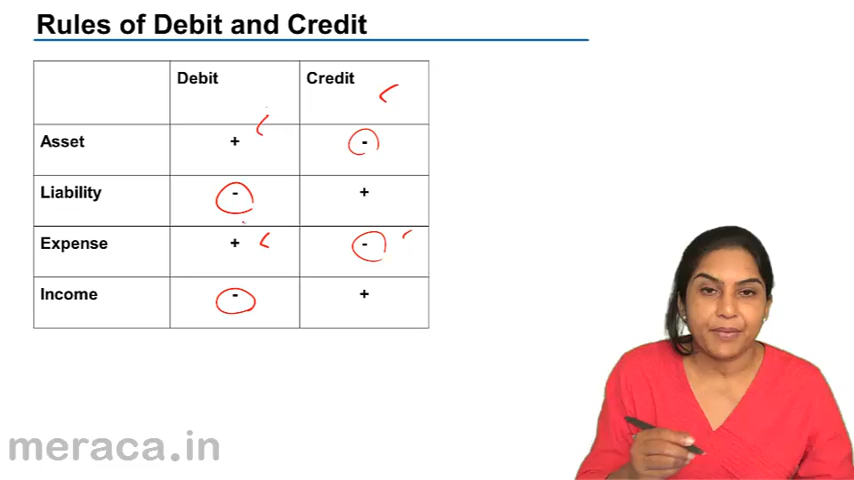 Rules of Debit and Credit
Debit Credit
Asset + -
Liability - +
Expense + -
Income - +
meraca.in